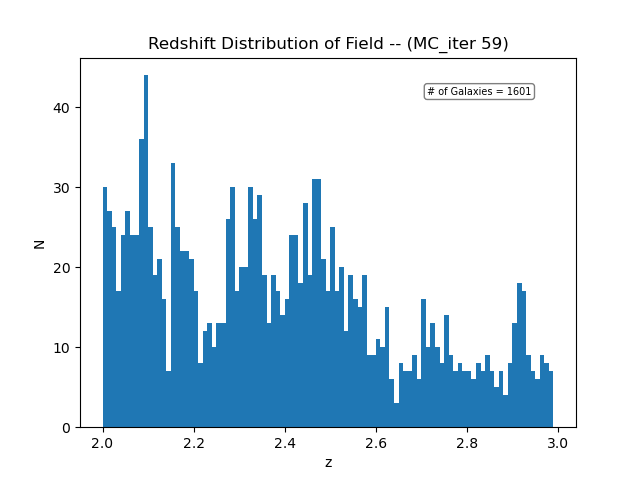 Redshift Distribution of Field -- (MC_iter 59)
# of Galaxies = 1601
N
40
30
20
10
0
2.0 2.2 2.4 2.6 2.8 3.0
z